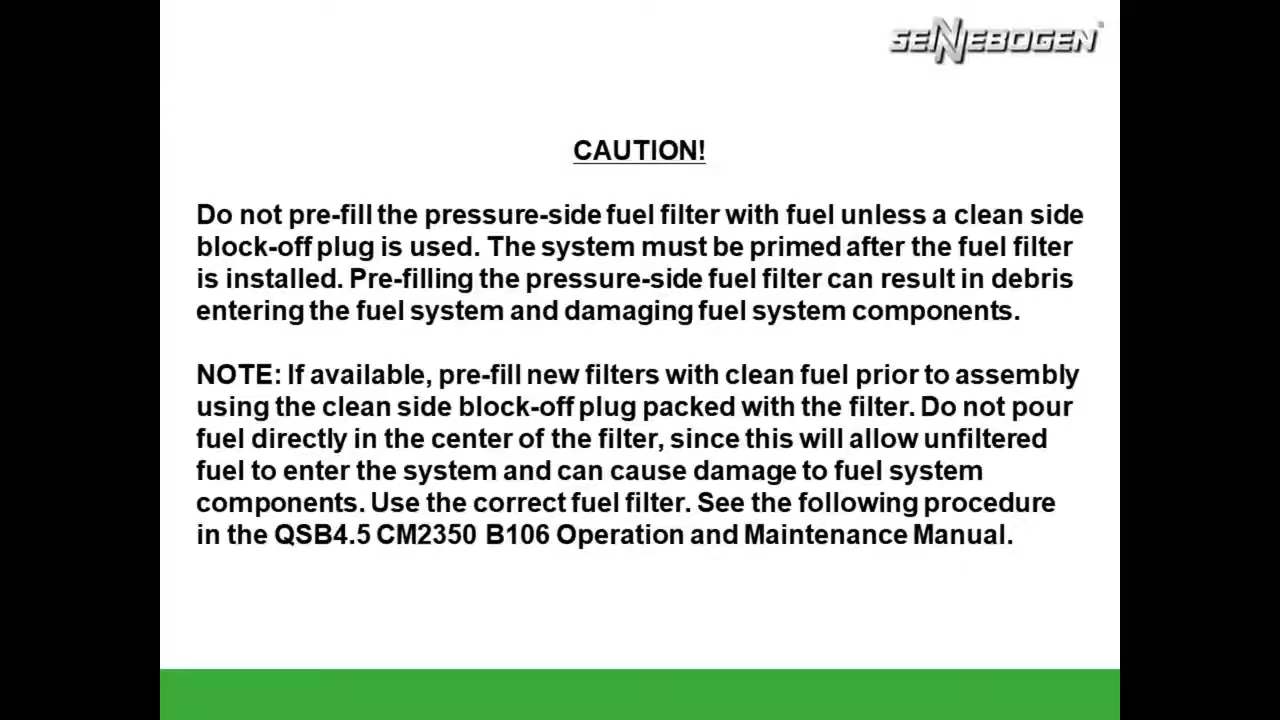 SENNEBOGEN
CAUTION!
Do not pre-fill the pressure-side fuel filter with fuel unless a clean side
block-off plug is used. The system must be primed after the fuel filter
is installed. Pre-filling the pressure-side fuel filter can result in debris
entering the fuel system and damaging fuel system components.
NOTE: If available, pre-fill new filters with clean fuel prior to assembly
using the clean side block-off plug packed with the filter. Do not pour
fuel directly in the center of the filter, since this will allow unfiltered
fuel to enter the system and can cause damage to fuel system
components. Use the correct fuel filter. See the following procedure
in the QSB4.5 CM2350 B106 Operation and Maintenance Manual.